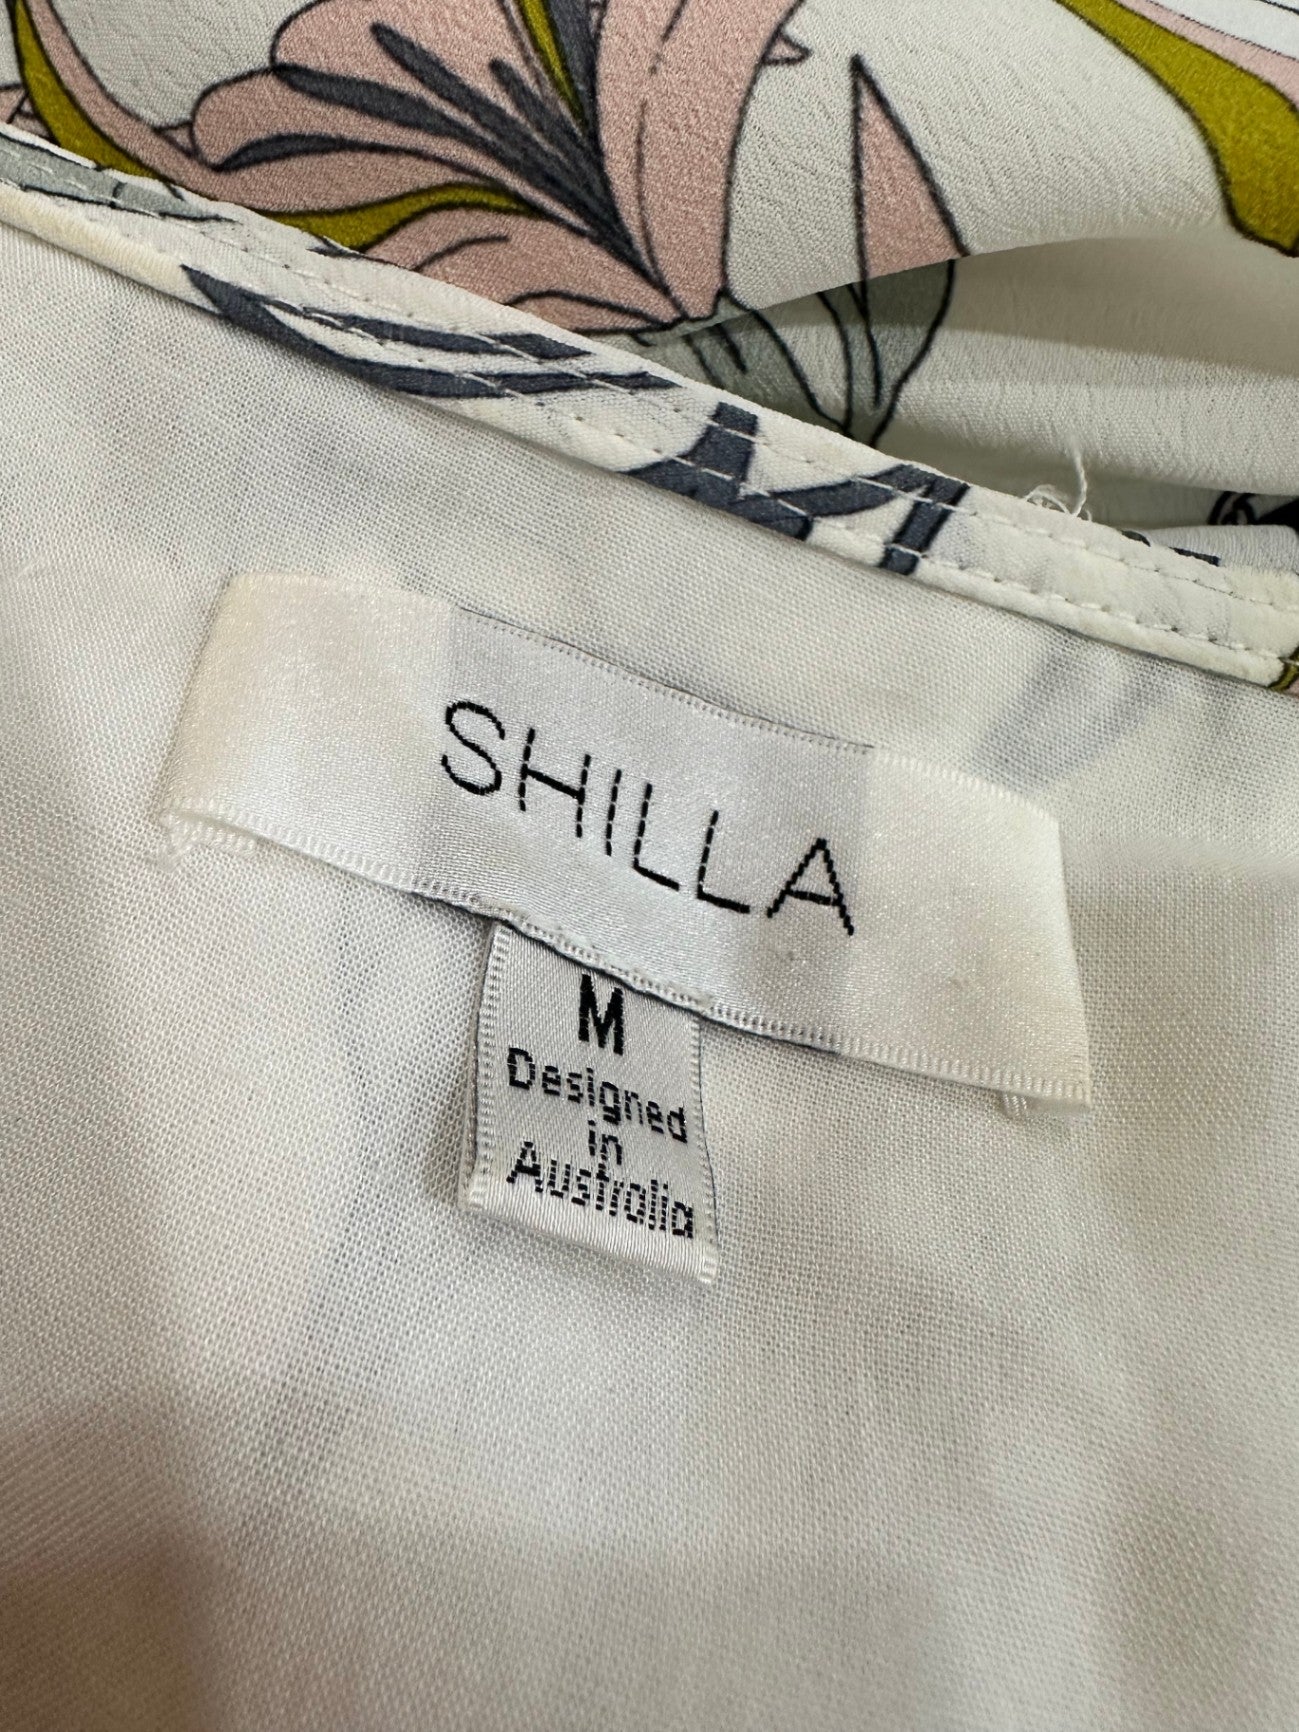 SHILLA
M
Designed
in
Australia